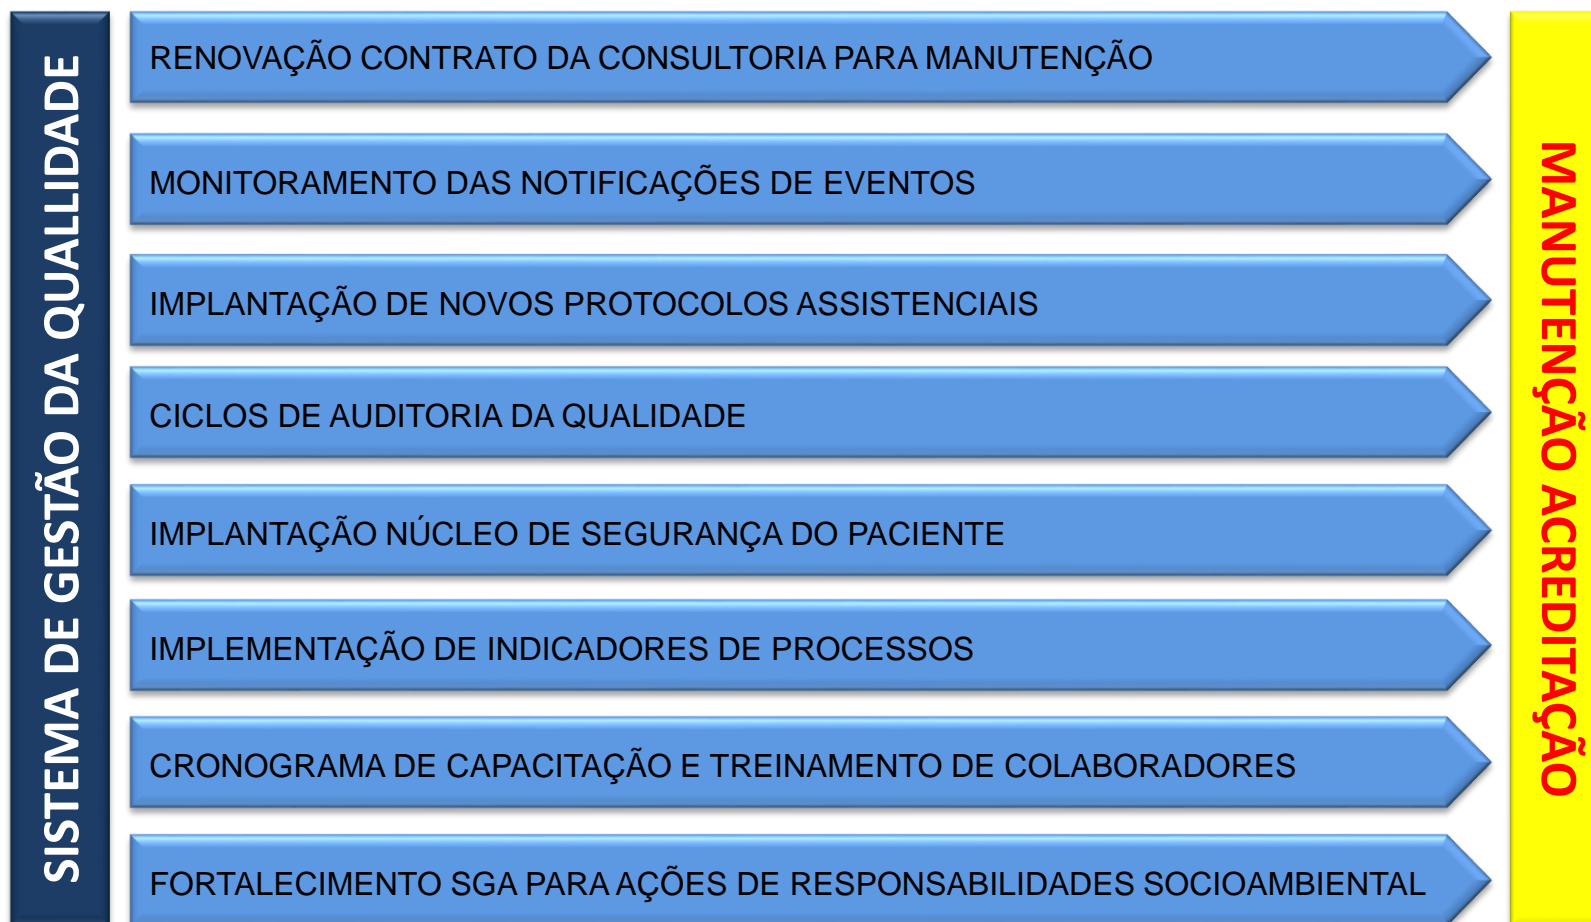 SISTEMA DE GESTÃO DA QUALLIDADE
RENOVAÇÃO CONTRATO DA CONSULTORIA PARA MANUTENÇÃO
MONITORAMENTO DAS NOTIFICAÇÕES DE EVENTOS
IMPLANTAÇÃO DE NOVOS PROTOCOLOS ASSISTENCIAIS
CICLOS DE AUDITORIA DA QUALIDADE
IMPLANTAÇÃO NÚCLEO DE SEGURANÇA DO PACIENTE
IMPLEMENTAÇÃO DE INDICADORES DE PROCESSOS
CRONOGRAMA DE CAPACITAÇÃO E TREINAMENTO DE COLABORADORES
FORTALECIMENTO SGA PARA AÇÕES DE RESPONSABILIDADES SOCIOAMBIENTAL
MANUTENÇÃO ACREDITAÇÃO